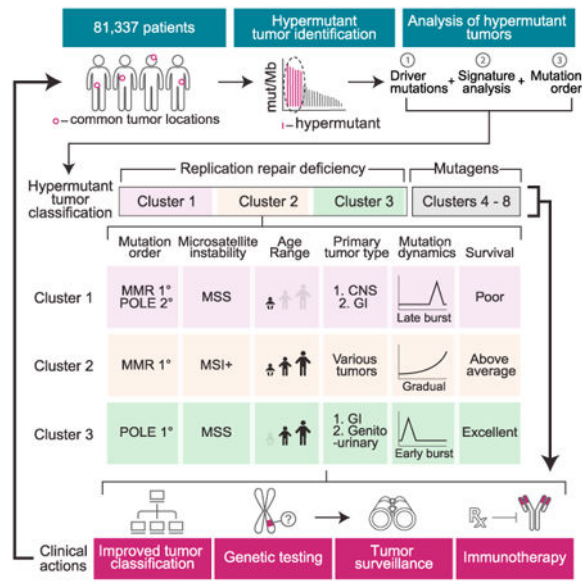 81,337 patients
Hypermutant
tumor identification
Analysis of hypermutant
tumors
mut/Mb
1
2
3
Driver
mutations
+
Signature
analysis
+
Mutation
order
– common tumor locations
– hypermutant
Replication repair deficiency
Mutagens
Hypermutant
tumor
classification
Cluster 1
Cluster 2
Cluster 3
Clusters 4 - 8
Mutation
order
Microsatellite
instability
Age
Range
Primary
tumor type
Mutation
dynamics
Survival
Cluster 1
MMR 1°
POLE 2°
MSS
1. CNS
2. GI
Late burst
Poor
Cluster 2
MMR 1°
MSI+
Various
tumors
Gradual
Above
average
Cluster 3
POLE 1°
MSS
1. GI
2. Genito
-urinary
Early burst
Excellent
?
Rx
Clinical
actions
Improved tumor
classification
Genetic testing
Tumor
surveillance
Immunotherapy